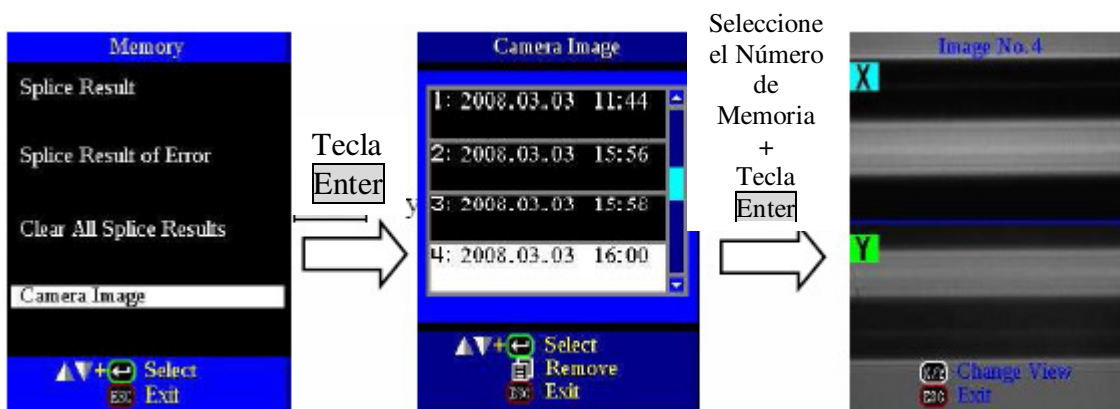 Memory
Splice Result
Splice Result of Error
Clear All Splice Results
Camera Image
Select
ESC Exit
Tecla
Enter
y
Camera Image
1: 2008.03.03 11:44
2: 2008.03.03 15:56
3: 2008.03.03 15:58
4: 2008.03.03 16:00
Select
Remove
ESC Exit
Seleccione
el Número
de
Memoria
+
Tecla
Enter
Image No.4
X
Y
X/Y Change View
ESC Exit